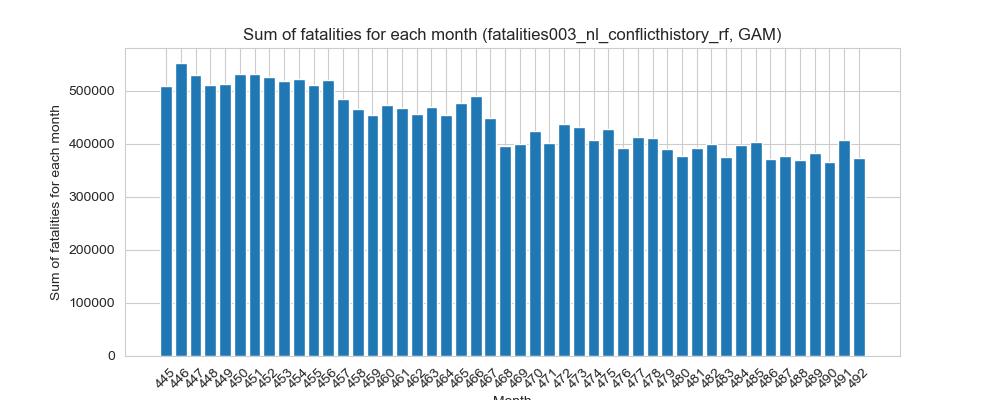 Sum of fatalities for each month (fatalities003_nl_conflicthistory_rf, GAM)
Sum of fatalities for each month
500000
400000
300000
200000
100000
0
445 446 447 448 449 450 451 452 453 454 455 456 457 458 459 460 461 462 463 464 465 466 467 468 469 470 471 472 473 474 475 476 477 478 479 480 481 482 483 484 485 486 487 488 489 490 491 492
Month